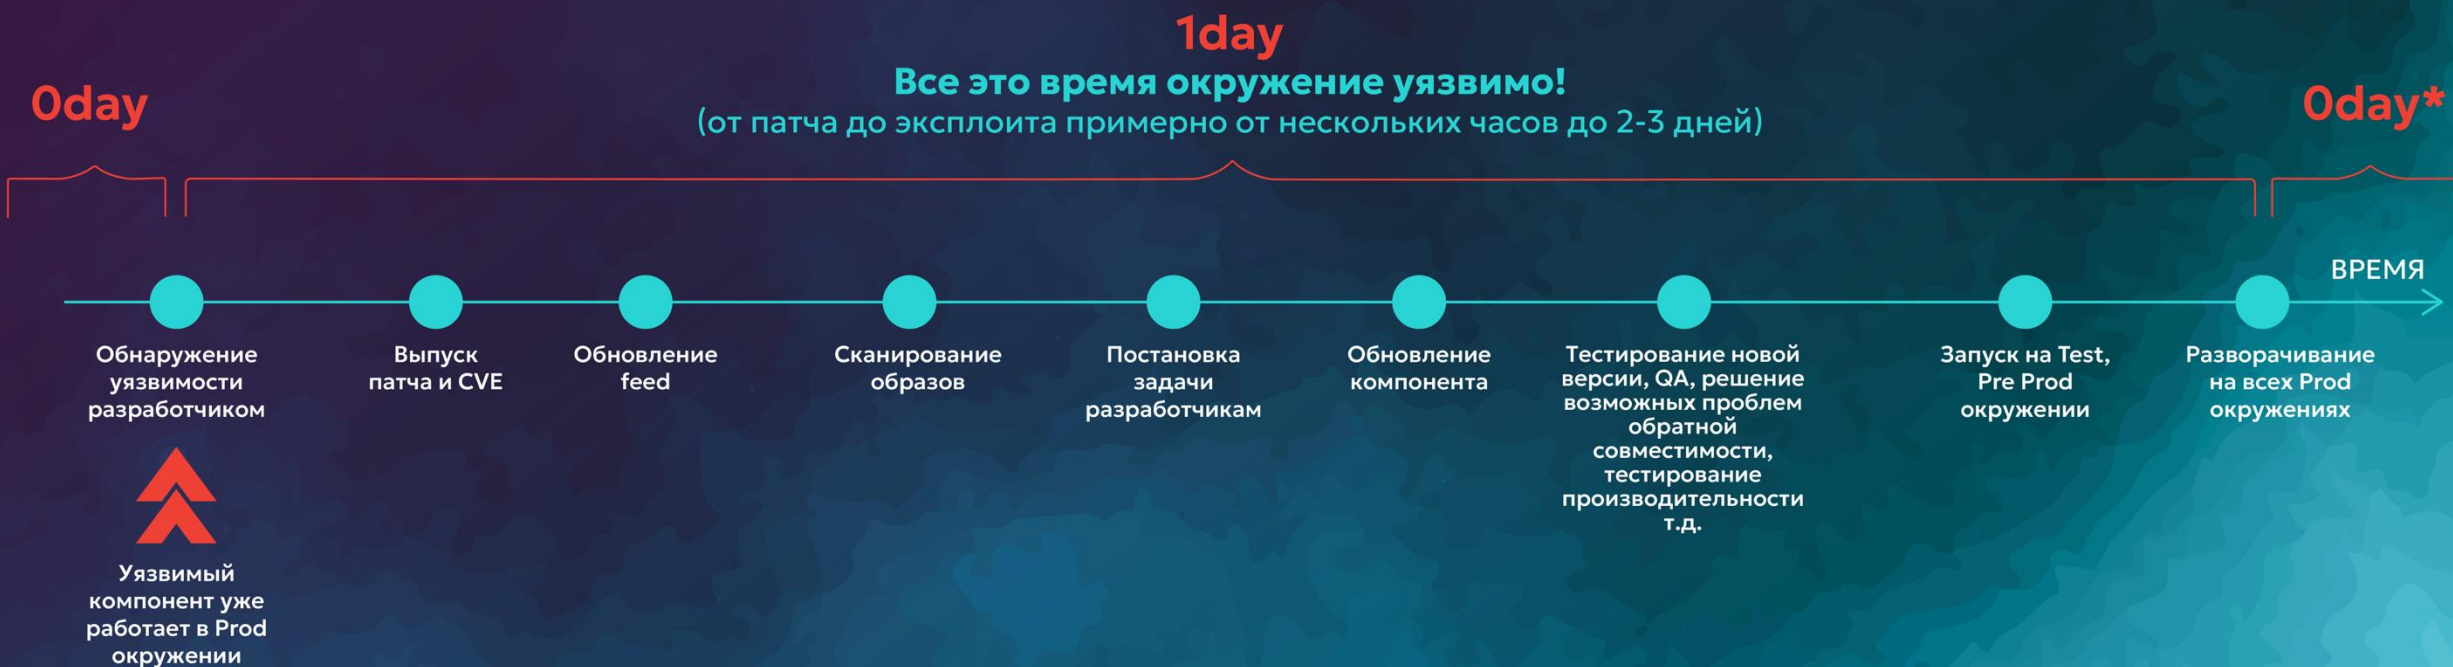 1day
Все это время окружение уязвимо!
(от патча до эксплоита примерно от нескольких часов до 2-3 дней)
0day
0day*
ВРЕМЯ
Обнаружение
уязвимости
разработчиком
Выпуск
патча и CVE
Обновление
feed
Сканирование
образов
Постановка
задачи
разработчикам
Обновление
компонента
Тестирование новой
версии, QA, решение
возможных проблем
обратной
совместимости,
тестирование
производительности
т.д.
Запуск на Test,
Pre Prod
окружении
Разворачивание
на всех Prod
окружениях
Уязвимый
компонент уже
работает в Prod
окружении